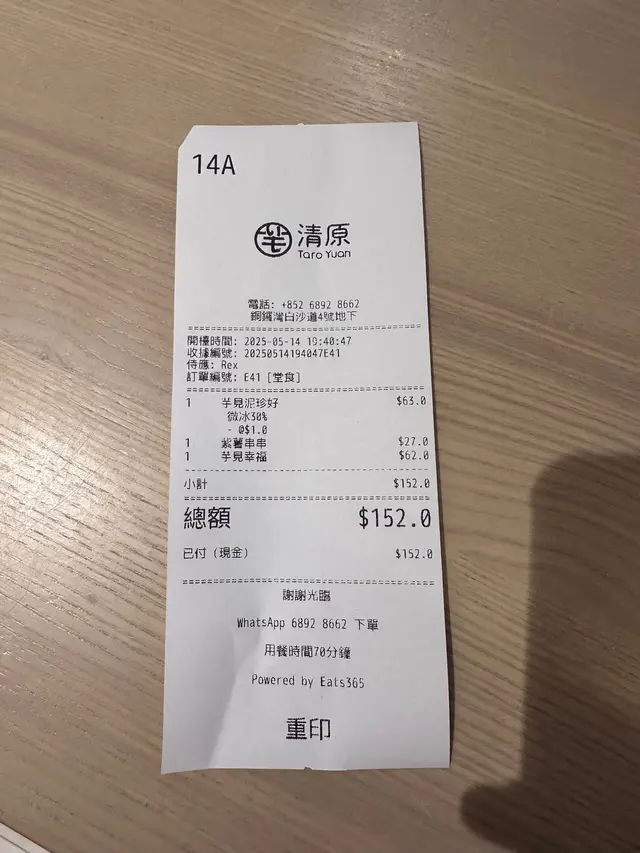 14A
芋 清原
Taro Yuan
電話: +852 6892 8662
銅鑼灣白沙道4號地下
開檯時間: 2025-05-14 19:40:47
收據編號: 20250514194047E41
侍應: Rex
訂單編號: E41 [堂食]
1 芋見泥珍好 $63.0
微冰30%
- @$1.0
1 紫薯串串 $27.0
1 芋見幸福 $62.0
小計 $152.0
總額 $152.0
已付 (現金) $152.0
謝謝光臨
WhatsApp 6892 8662 下單
用餐時間70分鐘
Powered by Eats365
重印